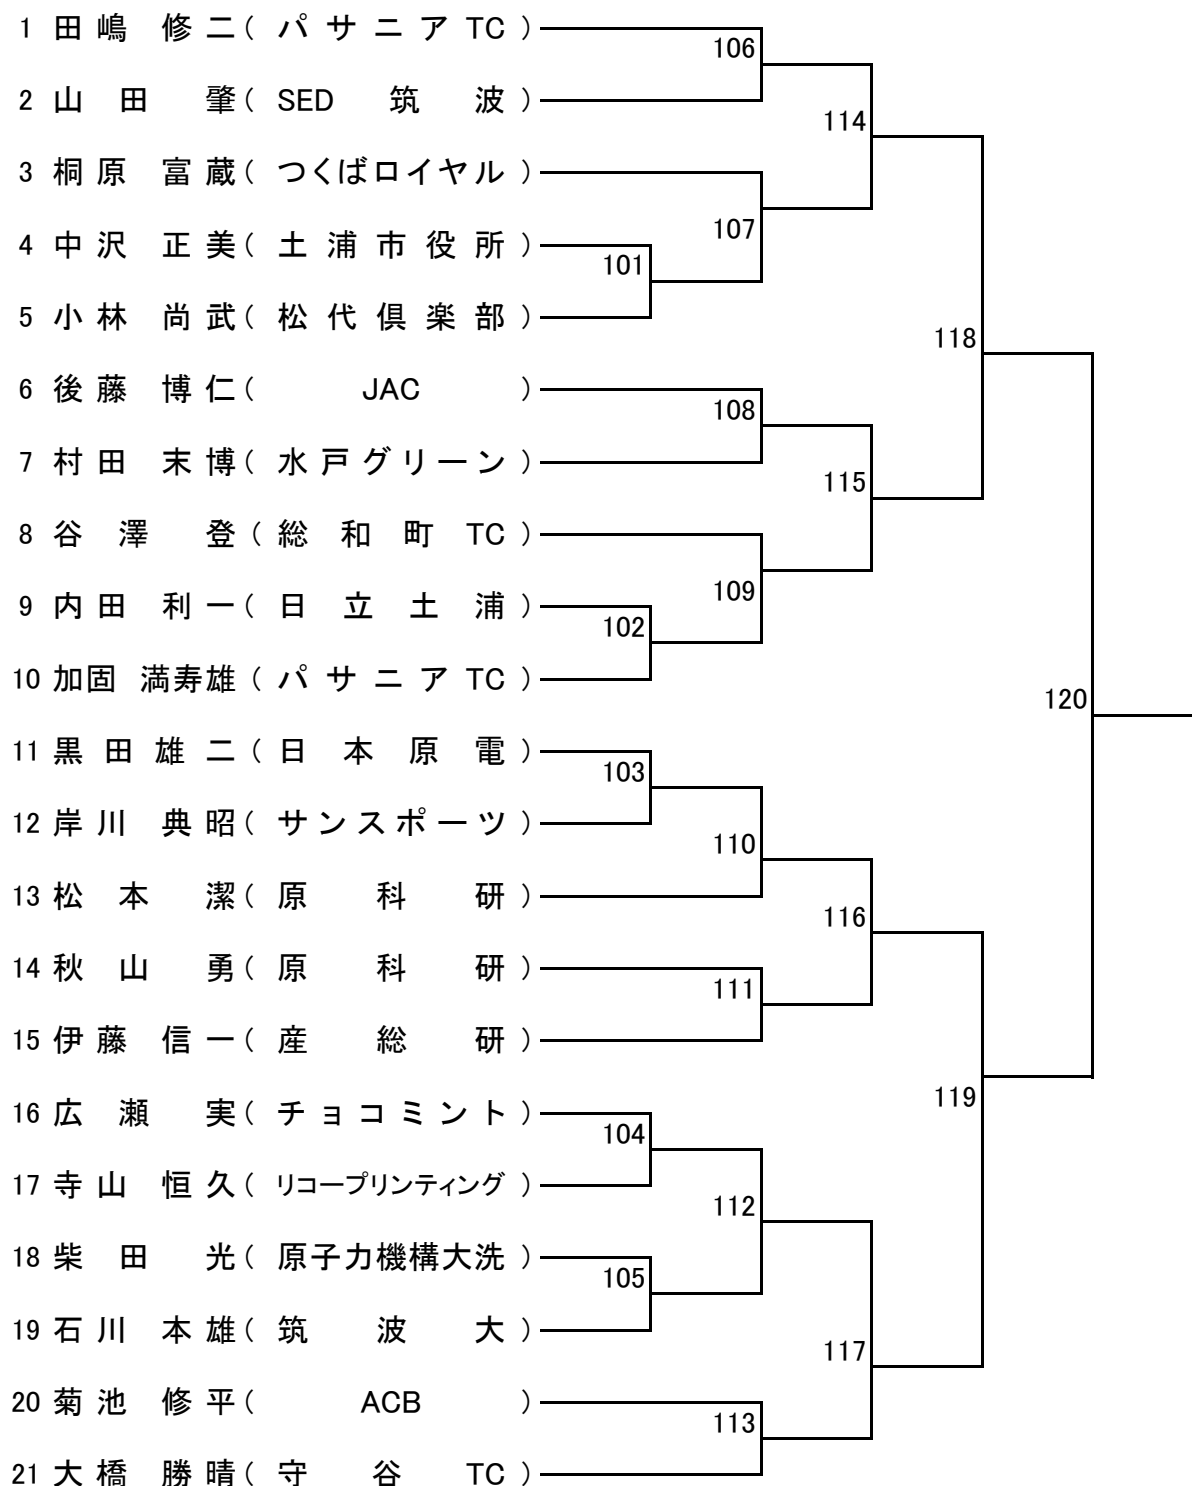 1 田嶋 修二( パサニアTC )
106
2 山田 肇( SED 筑波 )
114
3 桐原 富蔵( つくばロイヤル )
107
4 中沢 正美( 土浦市役所 )
101
5 小林 尚武( 松代倶楽部 )
118
6 後藤 博仁( JAC )
108
7 村田 末博( 水戸グリーン )
115
8 谷澤 登( 総和町TC )
109
9 内田 利一( 日立土浦 )
102
10 加固 満寿雄( パサニアTC )
120
11 黒田雄二( 日本原電 )
103
12 岸川 典昭( サンスポーツ )
110
13 松本 潔( 原科研 )
116
14 秋山 勇( 原科研 )
111
15 伊藤 信一( 産総研 )
119
16 広瀬 実( チョコミント )
104
17 寺山 恒久( リコープリンティング )
112
18 柴田 光( 原子力機構大洗 )
105
19 石川 本雄( 筑波大 )
117
20 菊池 修平( ACB )
113
21 大橋 勝晴( 守谷TC )